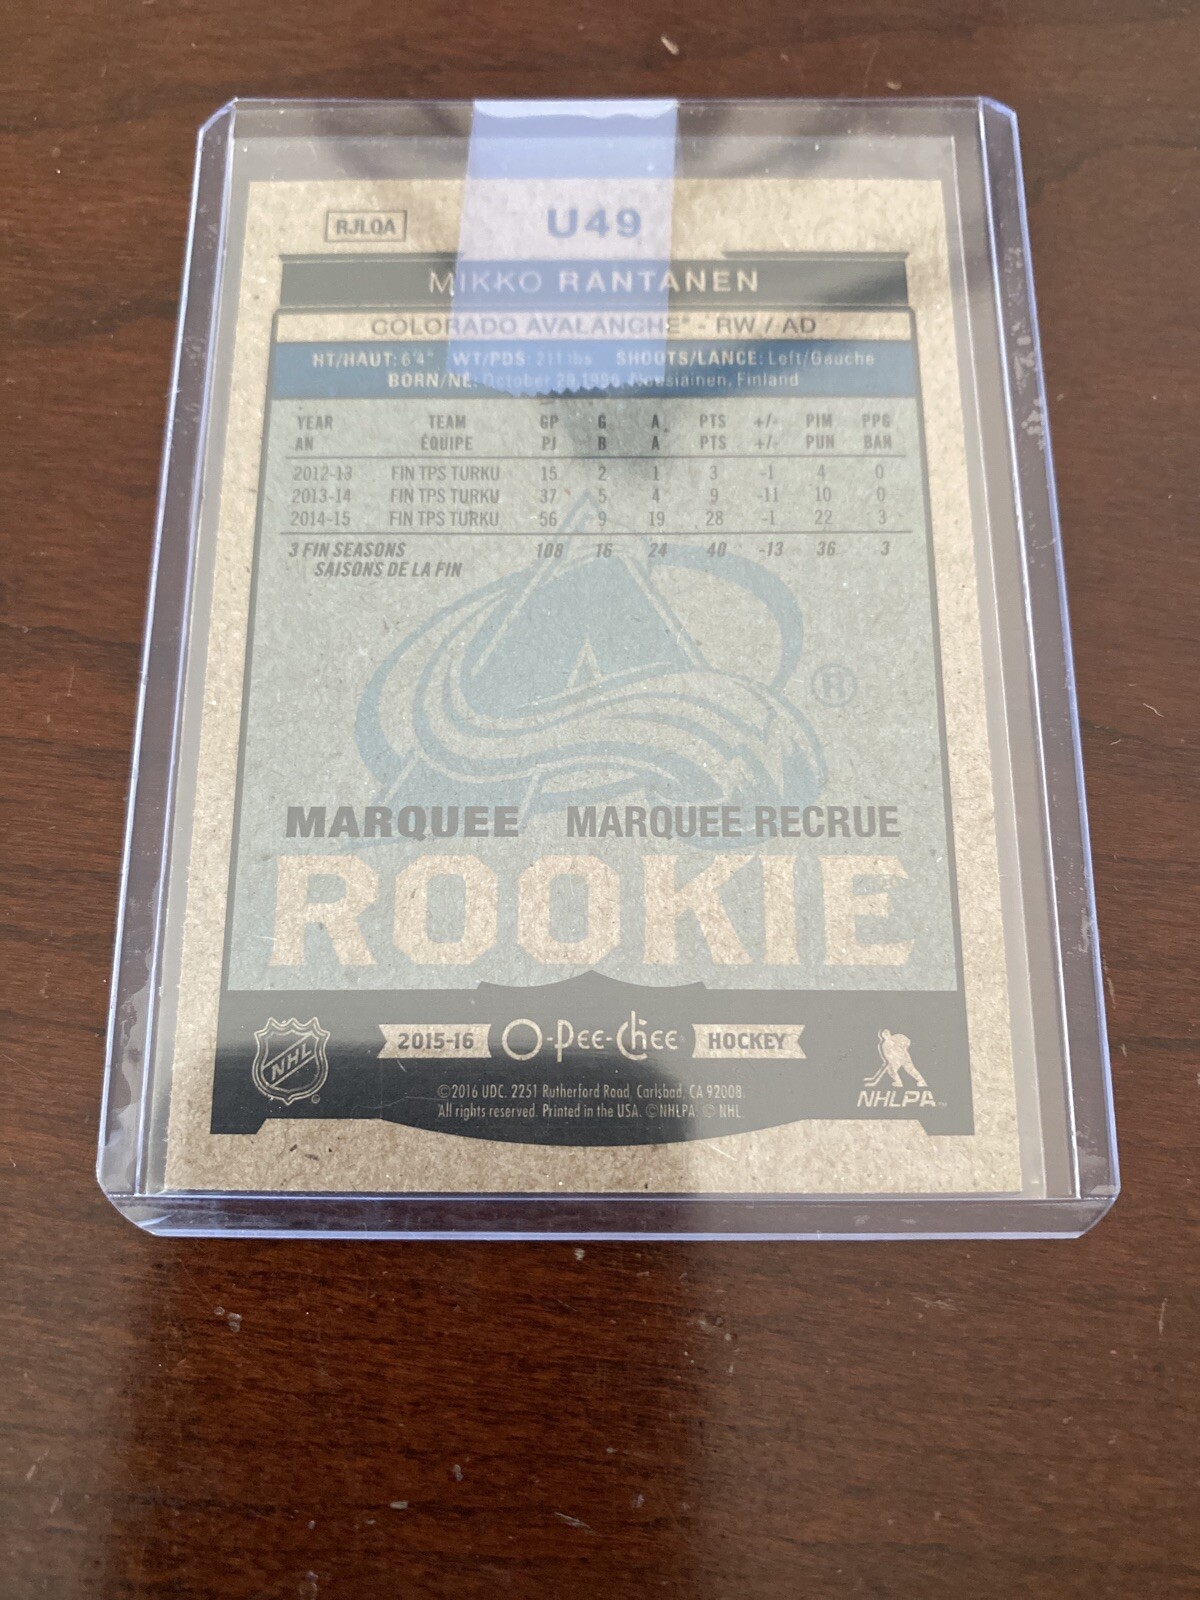 RJLOA
U49
MIKKO RANTANEN
COLORADO AVALANCHE® - RW / AD
HT/HAUT: 6'4" WT/PDS: 211 lbs SHOOTS/LANCE: Left/Gauche
BORN/NÉ: October 29, 1996, Nousiainen, Finland
YEAR TEAM GP G A PTS +/- PIM PPG
AN ÉQUIPE PJ B A PTS +/- PUN BAN
2012-13 FIN TPS TURKU 15 2 1 3 -1 4 0
2013-14 FIN TPS TURKU 37 5 4 9 -11 10 0
2014-15 FIN TPS TURKU 56 9 19 28 -1 22 3
3 FIN SEASONS 108 16 24 40 -13 36 3
SAISONS DE LA FIN
®
MARQUEE MARQUEE RECRUE
ROOKIE
NHL 2015-16 O-Pee-Chee HOCKEY
NHLPA™
©2016 UDC. 2251 Rutherford Road, Carlsbad, CA 92008.
All rights reserved. Printed in the USA. ©NHLPA © NHL.